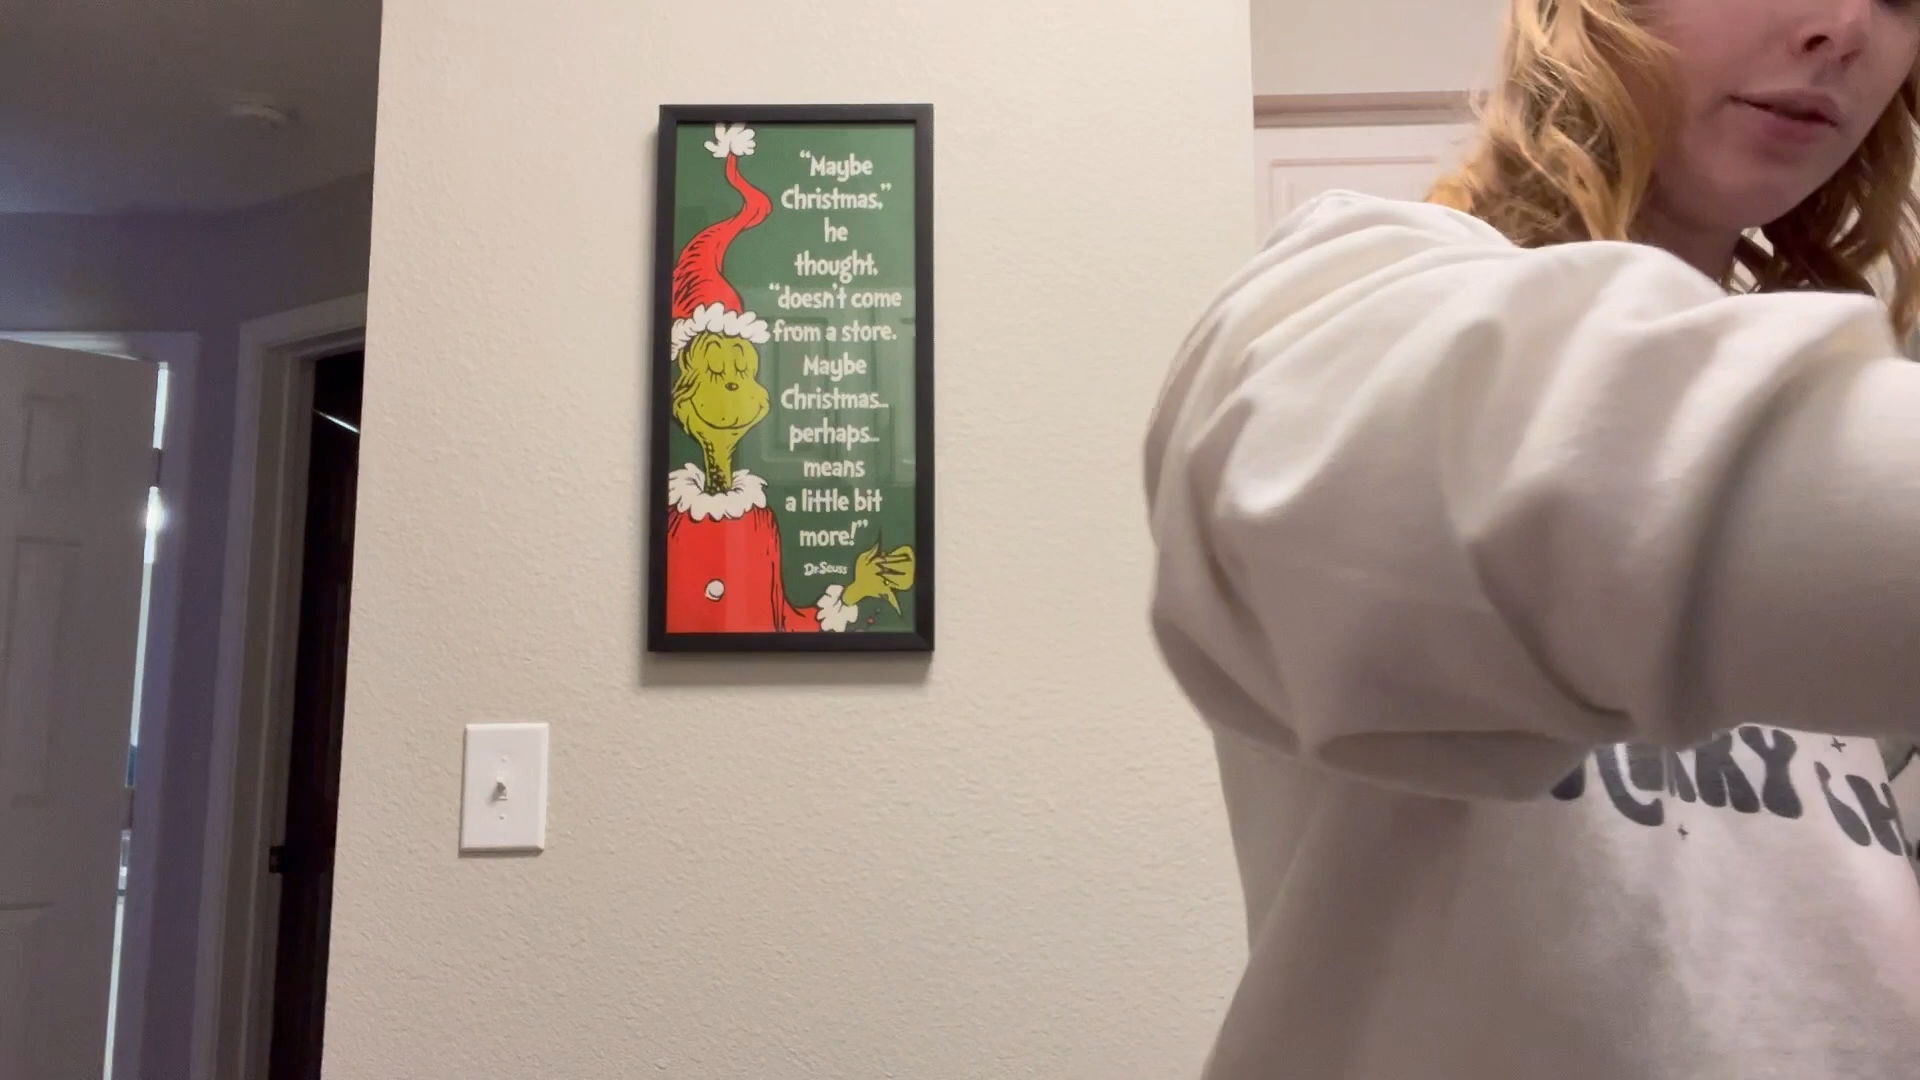 “Maybe
Christmas,”
he
thought,
“doesn't come
from a store.
Maybe
Christmas...
perhaps...
means
a little bit
more!”
Dr. Seuss